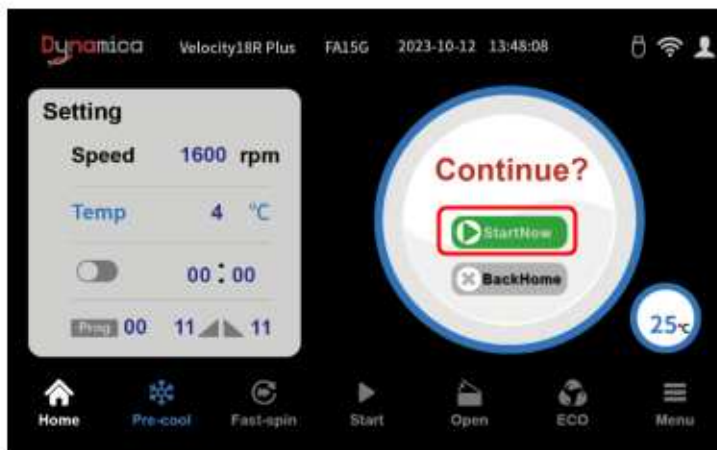 Dynamica Velocity18R Plus FA15G 2023-10-12 13:48:08
Setting
Speed 1600 rpm
Temp 4 °C
00:00
Prog 00 11 11
Continue?
StartNow
BackHome
25℃
Home Pre-cool Fast-spin Start Open ECO Menu